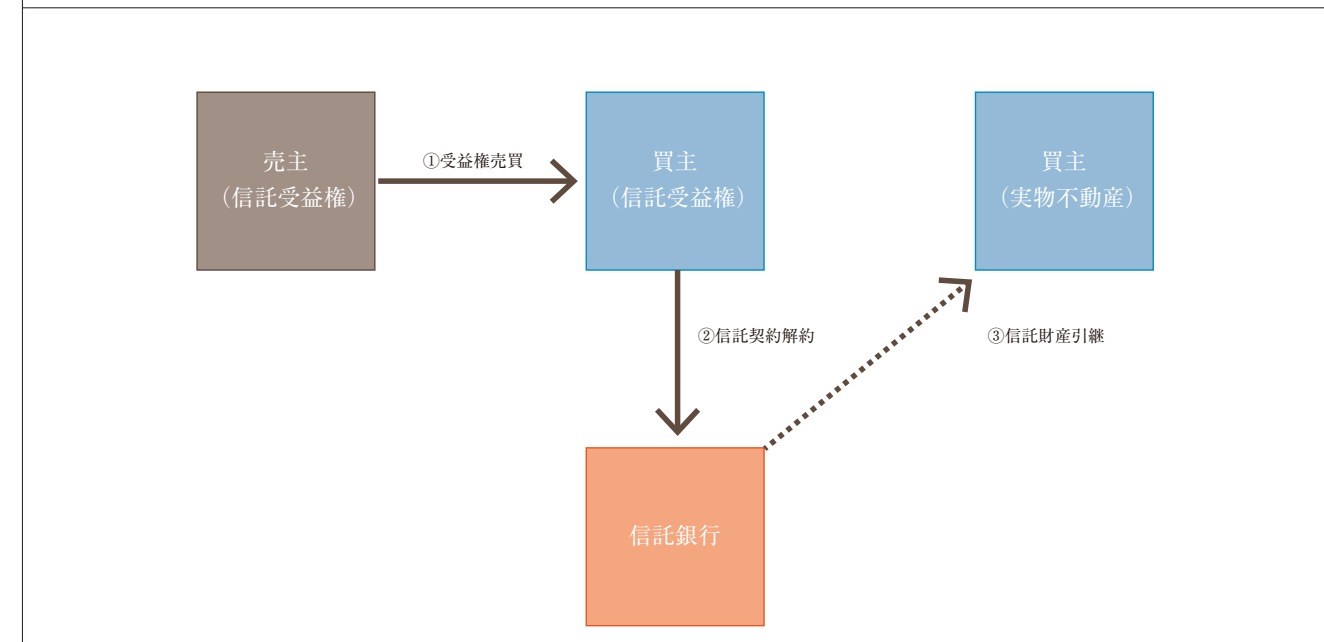 売主
（信託受益権）
①受益権売買
買主
（信託受益権）
買主
（実物不動産）
②信託契約解約
③信託財産引継
信託銀行